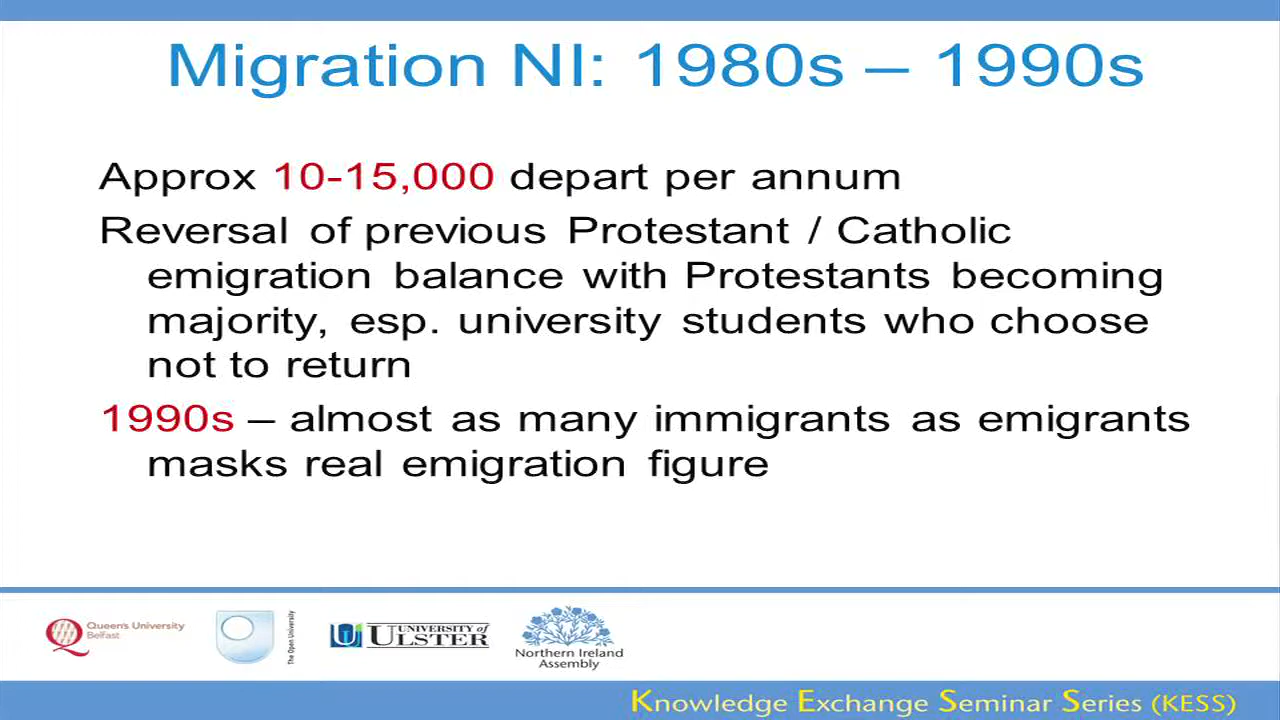 Migration NI: 1980s – 1990s
Approx 10-15,000 depart per annum
Reversal of previous Protestant / Catholic
emigration balance with Protestants becoming
majority, esp. university students who choose
not to return
1990s – almost as many immigrants as emigrants
masks real emigration figure
Queen's University
Belfast
The Open University
UNIVERSITY of
ULSTER
Northern Ireland
Assembly
Knowledge Exchange Seminar Series (KESS)